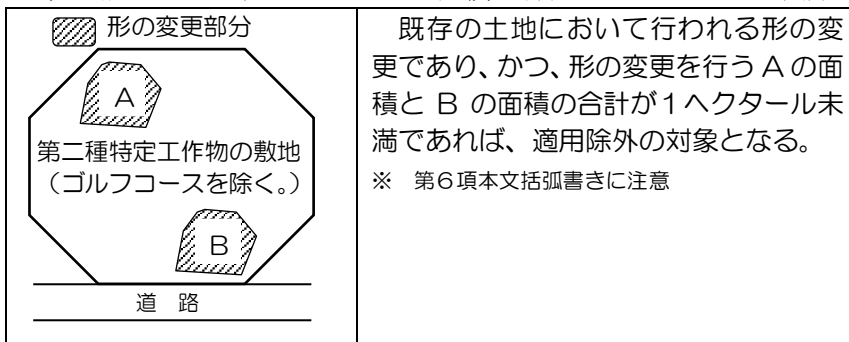 形の変更部分
A
第二種特定工作物の敷地
（ゴルフコースを除く。）
B
道 路
既存の土地において行われる形の変
更であり、かつ、形の変更を行う A の面
積と B の面積の合計が１ヘクタール未
満であれば、適用除外の対象となる。
※ 第６項本文括弧書きに注意